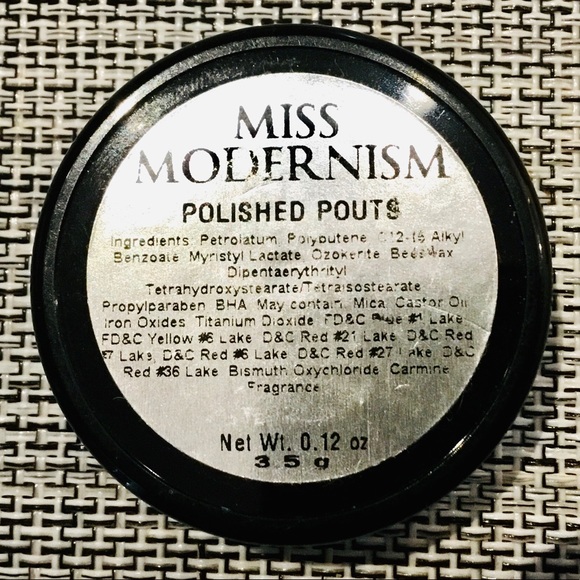 MISS
MODERNISM
POLISHED POUTS
Ingredients: Petrolatum Polybutene C12-15 Alkyl
Benzoate Myristyl Lactate Ozokerite Beeswax
Dipentaerythrityl
Tetrahydroxystearate/Tetraisostearate
Propylparaben BHA May contain Mica Castor Oil
Iron Oxides Titanium Dioxide FD&C Blue #1 Lake
FD&C Yellow #6 Lake D&C Red #21 Lake D&C Red
#7 Lake, D&C Red #6 Lake D&C Red #27 Lake D&C
Red #36 Lake Bismuth Oxychloride Carmine
Fragrance
Net Wt. 0.12 oz
3 5 g